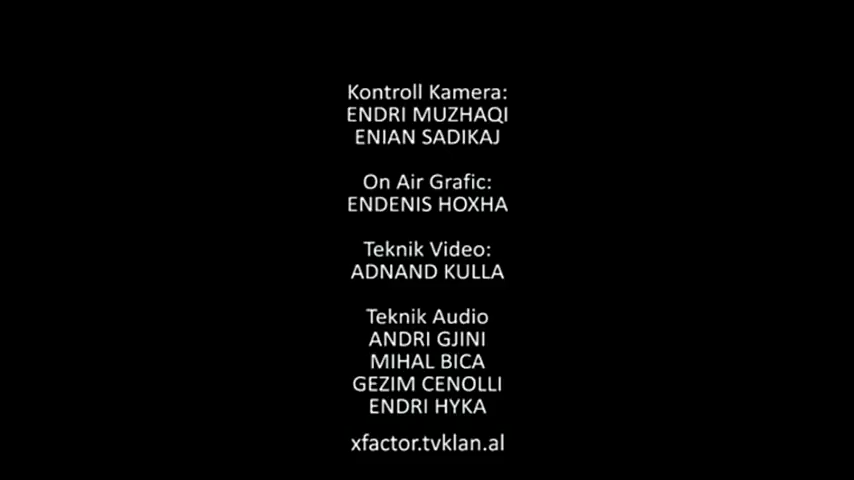 Kontroll Kamera:
ENDRI MUZHAQI
ENIAN SADIKAJ
On Air Grafic:
ENDENIS HOXHA
Teknik Video:
ADNAND KULLA
Teknik Audio
ANDRI GJINI
MIHAL BICA
GEZIM CENOLLI
ENDRI HYKA
xfactor.tvklan.al